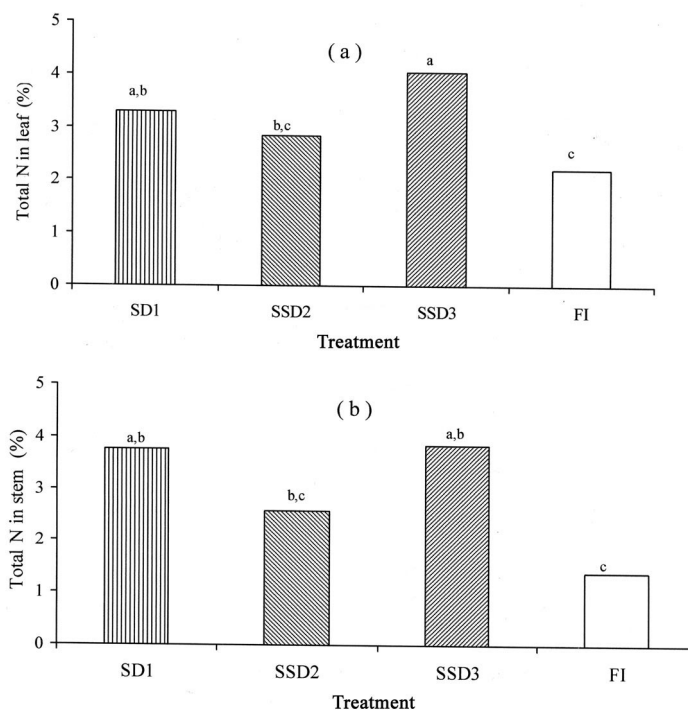 5
( a )
a
4
a,b
b,c
3
c
2
1
0
Total N in leaf (%)
SD1 SSD2 SSD3 FI
Treatment
5
( b )
a,b a,b
4
b,c
3
2
c
1
0
Total N in stem (%)
SD1 SSD2 SSD3 FI
Treatment